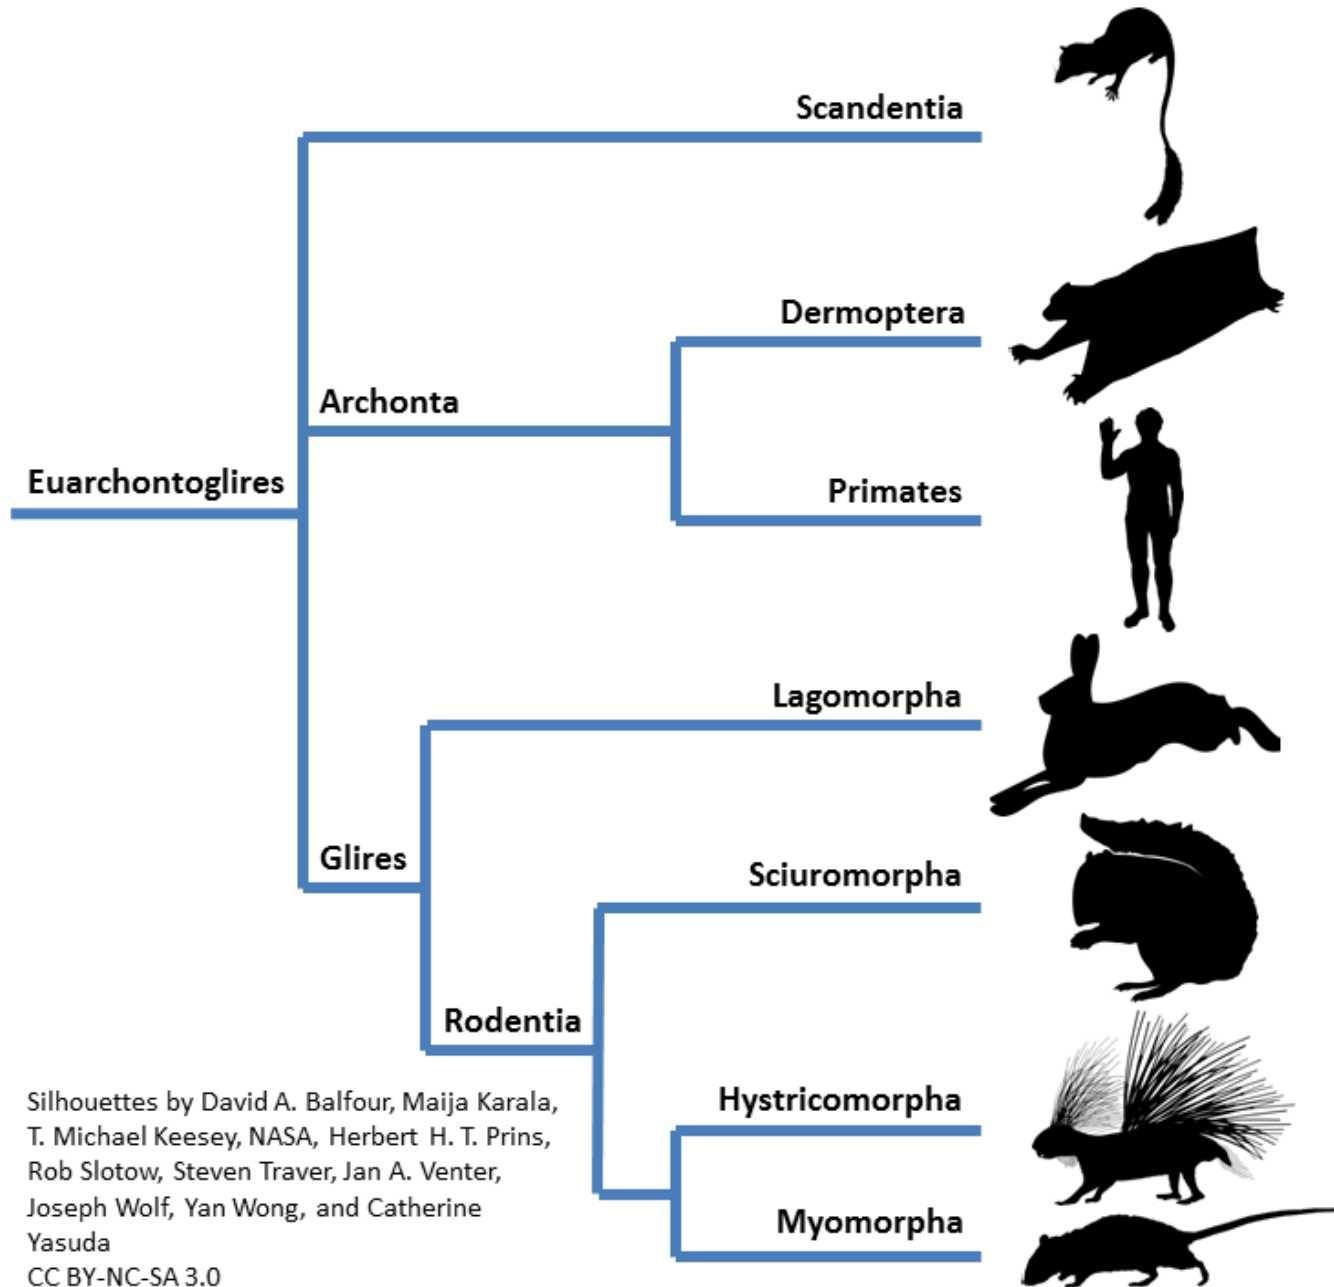 Scandentia
Dermoptera
Archonta
Euarchontoglires
Primates
Lagomorpha
Glires
Sciuromorpha
Rodentia
Hystricomorpha
Myomorpha
Silhouettes by David A. Balfour, Maija Karala,
T. Michael Keesey, NASA, Herbert H. T. Prins,
Rob Slotow, Steven Traver, Jan A. Venter,
Joseph Wolf, Yan Wong, and Catherine
Yasuda
CC BY-NC-SA 3.0